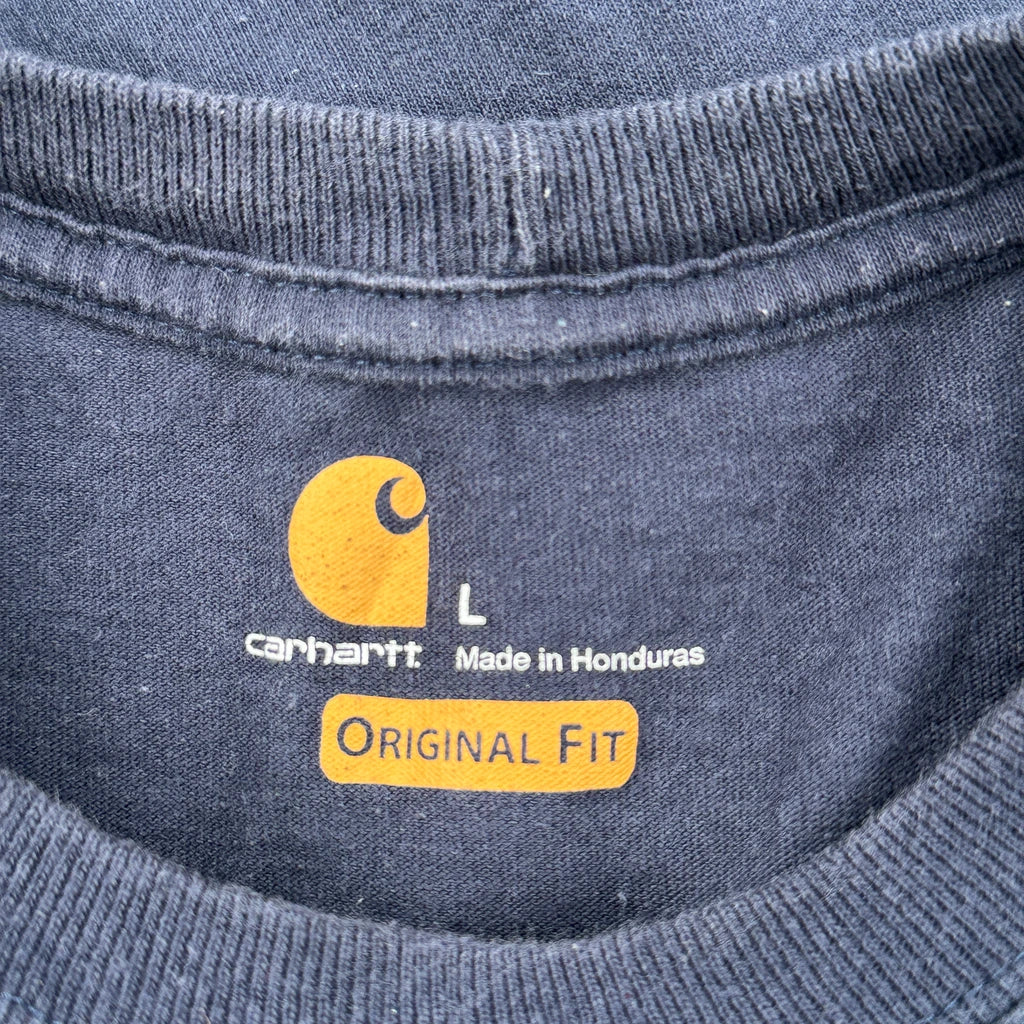 L
carhartt Made in Honduras
ORIGINAL FIT